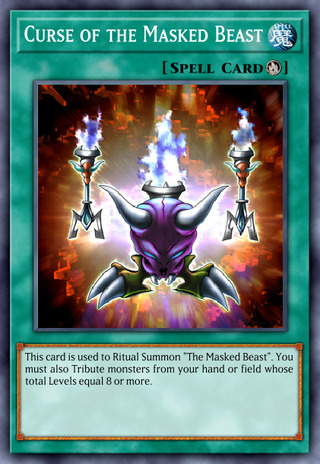 Curse of the Masked Beast
[Spell Card]
This card is used to Ritual Summon "The Masked Beast". You
must also Tribute monsters from your hand or field whose
total Levels equal 8 or more.